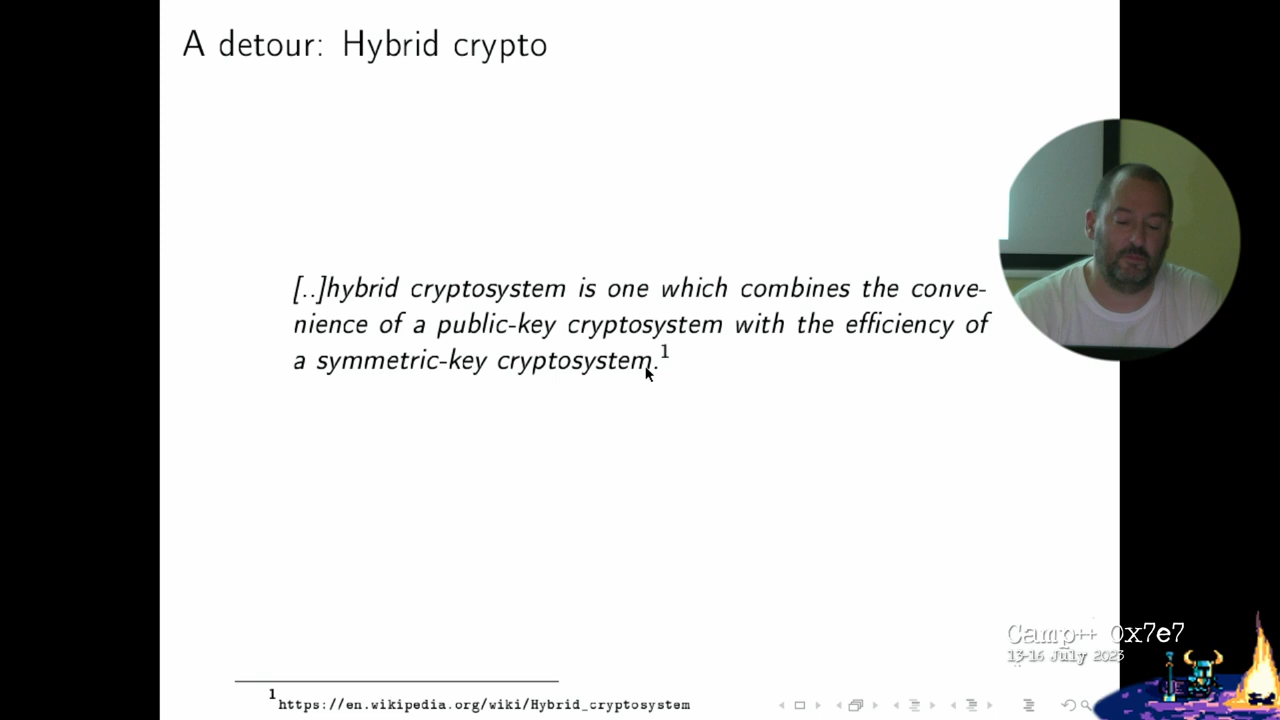 A detour: Hybrid crypto
[..]hybrid cryptosystem is one which combines the conve-
nience of a public-key cryptosystem with the efficiency of
a symmetric-key cryptosystem.1
Camp++ 0x7e7
13-16 July 2023
1https://en.wikipedia.org/wiki/Hybrid_cryptosystem